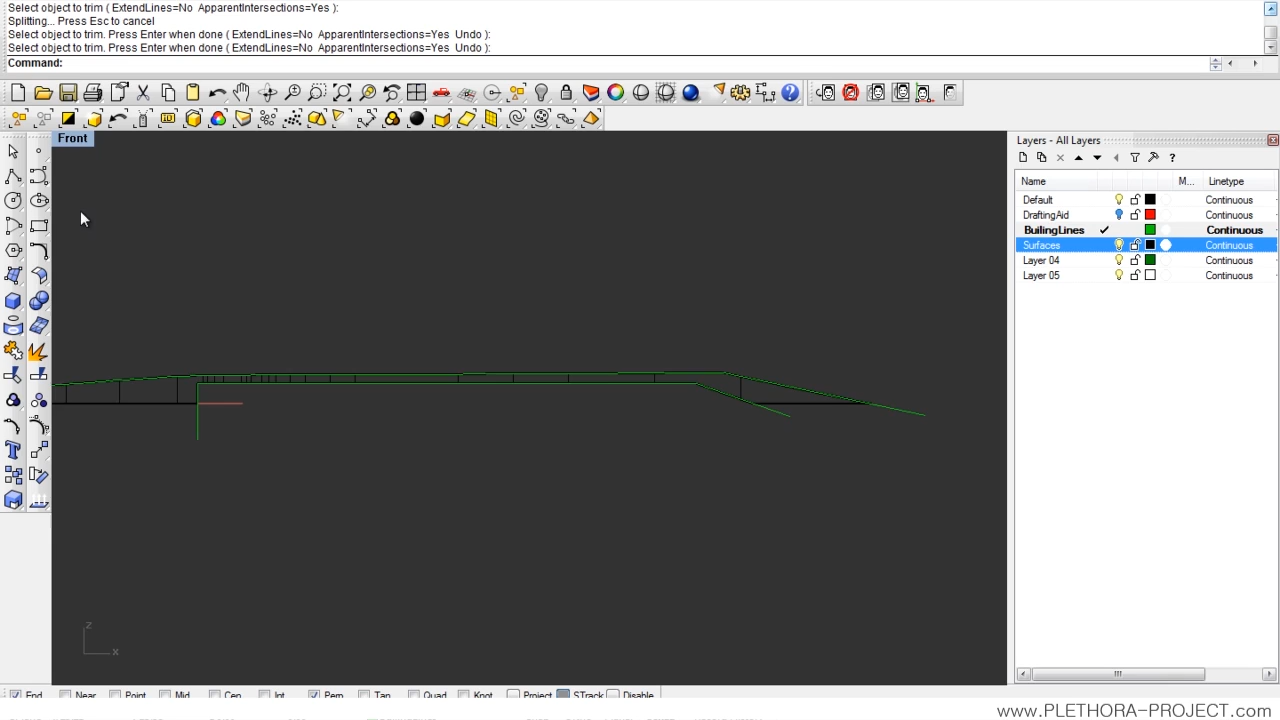 Select object to trim ( ExtendLines=No  ApparentIntersections=Yes ):
Splitting... Press Esc to cancel
Select object to trim. Press Enter when done ( ExtendLines=No  ApparentIntersections=Yes  Undo ):
Select object to trim. Press Enter when done ( ExtendLines=No  ApparentIntersections=Yes  Undo ):
Command:
Front
Layers - All Layers
Name M... Linetype
Default Continuous
DraftingAid Continuous
BuilingLines Continuous
Surfaces Continuous
Layer 04 Continuous
Layer 05 Continuous
z
x
End Near Point Mid Cen Int Perp Tan Quad Knot Project STrack Disable
www.PLETHORA-PROJECT.com